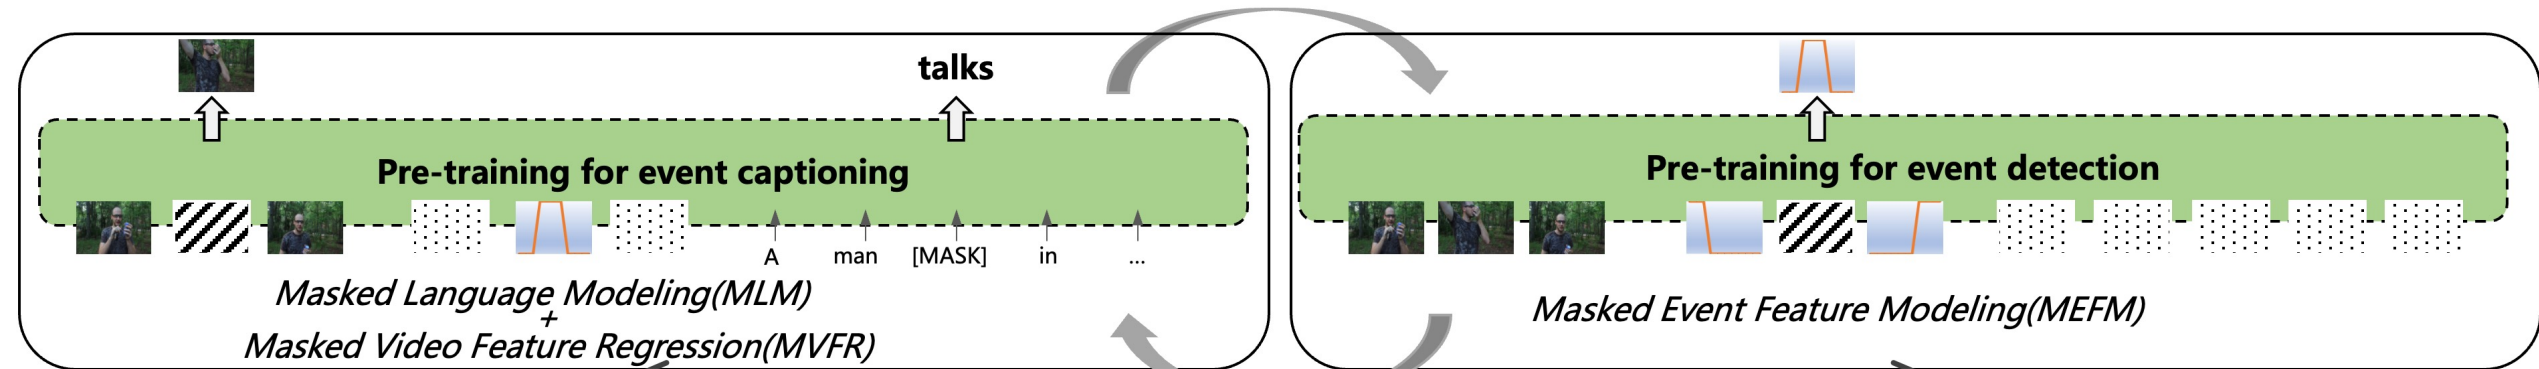 talks
Pre-training for event captioning
A man [MASK] in ...
Masked Language Modeling(MLM)
+
Masked Video Feature Regression(MVFR)
Pre-training for event detection
Masked Event Feature Modeling(MEFM)